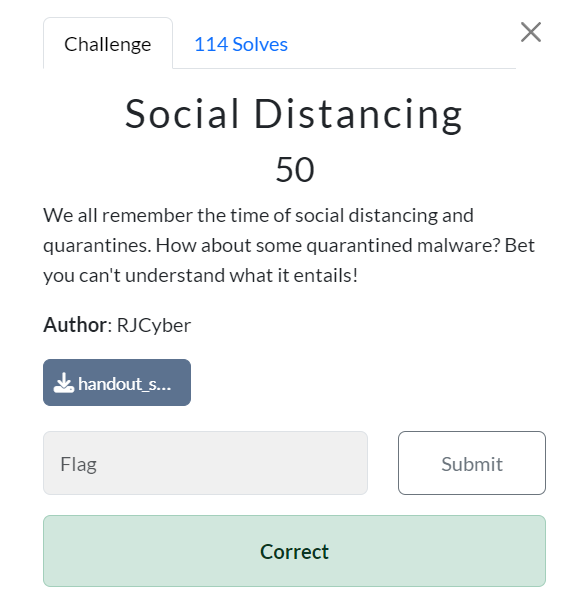 Challenge
114 Solves
Social Distancing
50
We all remember the time of social distancing and
quarantines. How about some quarantined malware? Bet
you can't understand what it entails!
Author: RJCyber
handout_s...
Flag
Submit
Correct